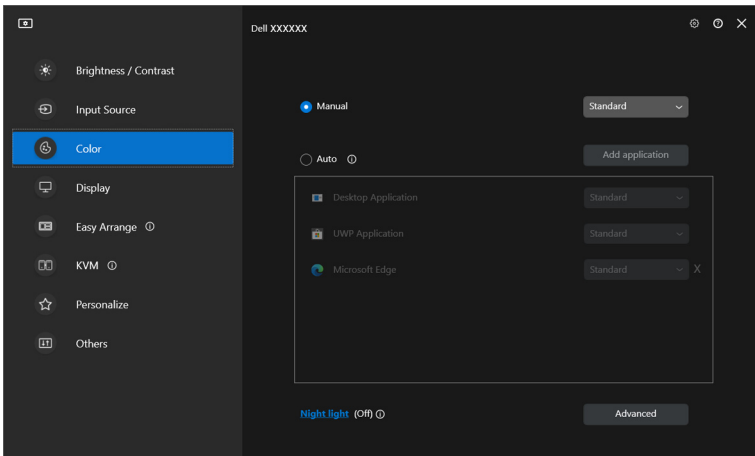 Dell XXXXXX
Brightness / Contrast
Input Source
Color
Display
Easy Arrange
KVM
Personalize
Others
Manual
Standard
Auto
Add application
Desktop Application
Standard
UWP Application
Standard
Microsoft Edge
Standard
X
Night light (Off)
Advanced